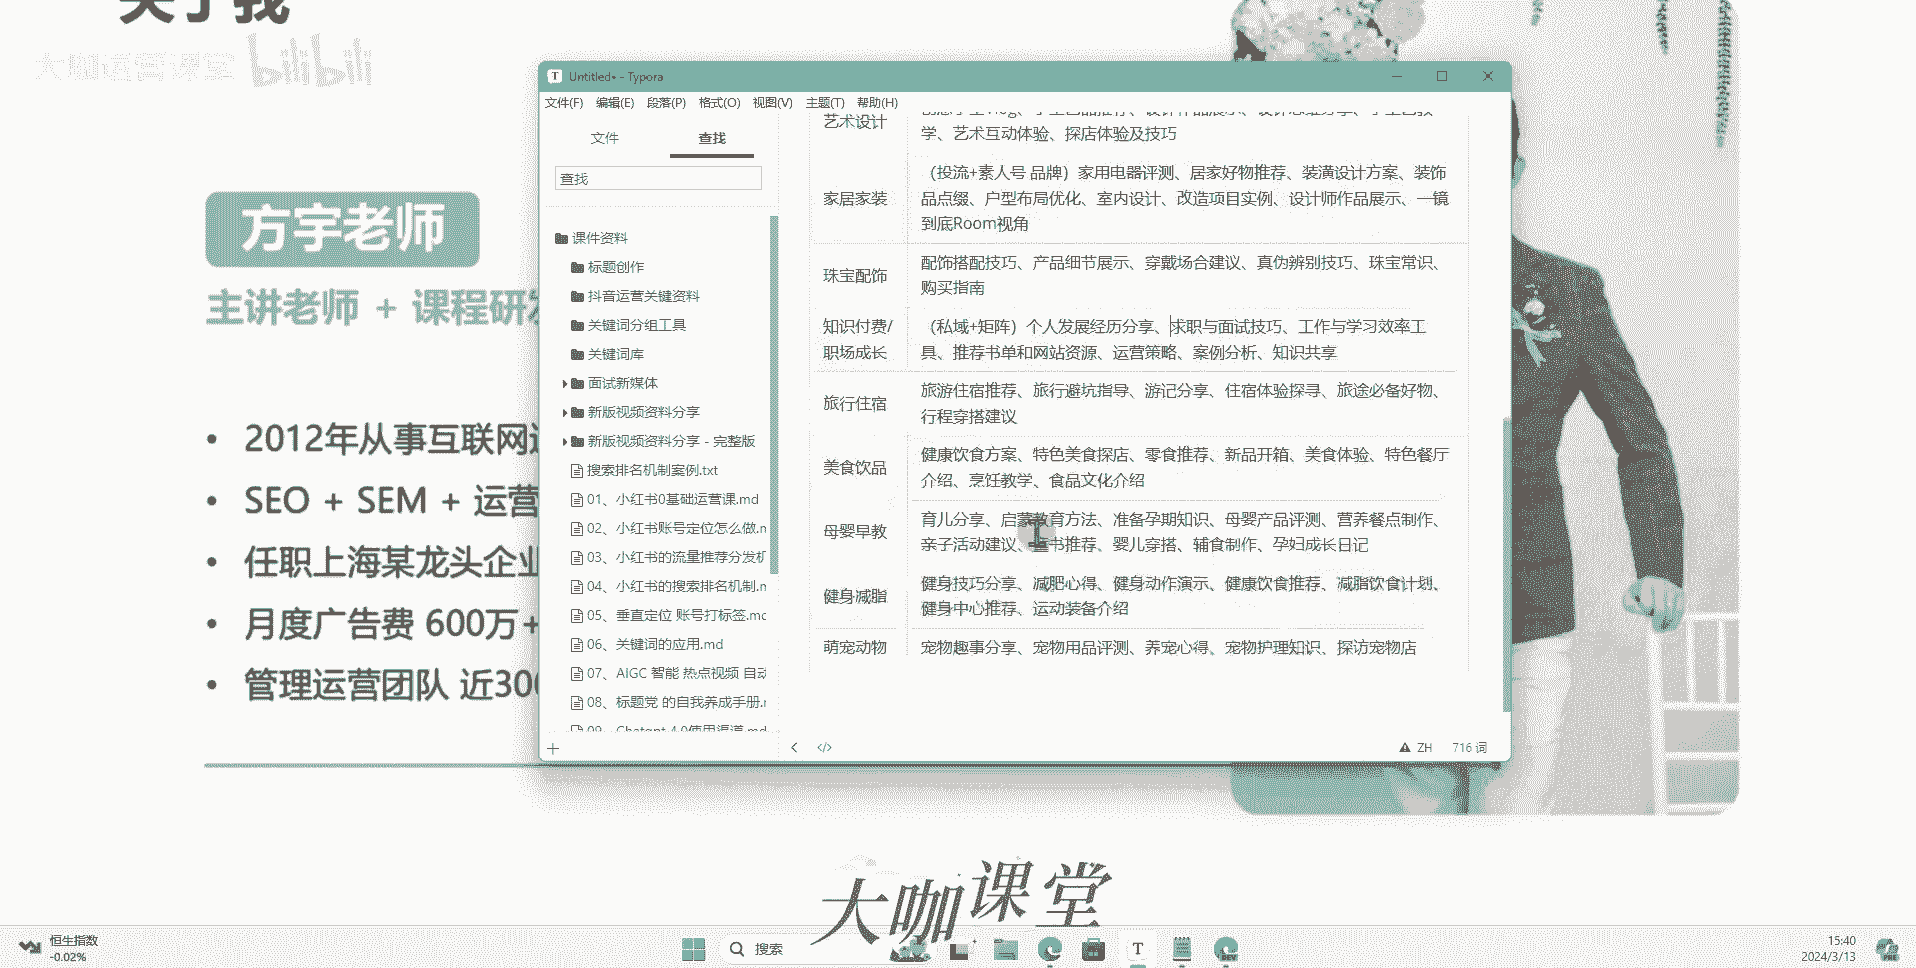 关于我
大咖运营课堂 bilibili
方宇老师
主讲老师 + 课程研发
• 2012年从事互联网
• SEO + SEM + 运营
• 任职上海某龙头企业
• 月度广告费 600万+
• 管理运营团队 近300
Untitled• - Typora
文件(F) 编辑(E) 段落(P) 格式(O) 视图(V) 主题(T) 帮助(H)
文件 查找
查找
课件资料
标题创作
抖音运营关键资料
关键词分组工具
关键词库
面试新媒体
新版视频资料分享
新版视频资料分享 - 完整版
搜索排名机制案例.txt
01、小红书0基础运营课.md
02、小红书账号定位怎么做.m
03、小红书的流量推荐分发机
04、小红书的搜索排名机制.m
05、垂直定位 账号打标签.mc
06、关键词的应用.md
07、AIGC 智能 热点视频 自动
08、标题党 的自我养成手册.m
09、Chatgpt 4.0使用渠道.md
艺术设计
学、艺术互动体验、探店体验及技巧
家居家装
（投流+素人号 品牌）家用电器评测、居家好物推荐、装潢设计方案、装饰
品点缀、户型布局优化、室内设计、改造项目实例、设计师作品展示、一镜
到底Room视角
珠宝配饰
配饰搭配技巧、产品细节展示、穿戴场合建议、真伪辨别技巧、珠宝常识、
购买指南
知识付费/
职场成长
（私域+矩阵）个人发展经历分享、求职与面试技巧、工作与学习效率工
具、推荐书单和网站资源、运营策略、案例分析、知识共享
旅行住宿
旅游住宿推荐、旅行避坑指导、游记分享、住宿体验探寻、旅途必备好物、
行程穿搭建议
美食饮品
健康饮食方案、特色美食探店、零食推荐、新品开箱、美食体验、特色餐厅
介绍、烹饪教学、食品文化介绍
母婴早教
育儿分享、启蒙教育方法、准备孕期知识、母婴产品评测、营养餐点制作、
亲子活动建议、童书推荐、婴儿穿搭、辅食制作、孕妇成长日记
健身减脂
健身技巧分享、减肥心得、健身动作演示、健康饮食推荐、减脂饮食计划、
健身中心推荐、运动装备介绍
萌宠动物
宠物趣事分享、宠物用品评测、养宠心得、宠物护理知识、探访宠物店
ZH 716 词
大咖课堂
恒生指数
-0.02%
搜索
15:40
2024/3/13